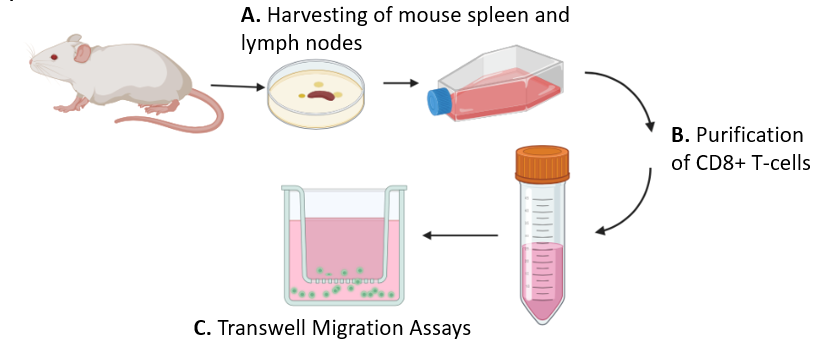 A. Harvesting of mouse spleen and
lymph nodes
B. Purification
of CD8+ T-cells
C. Transwell Migration Assays